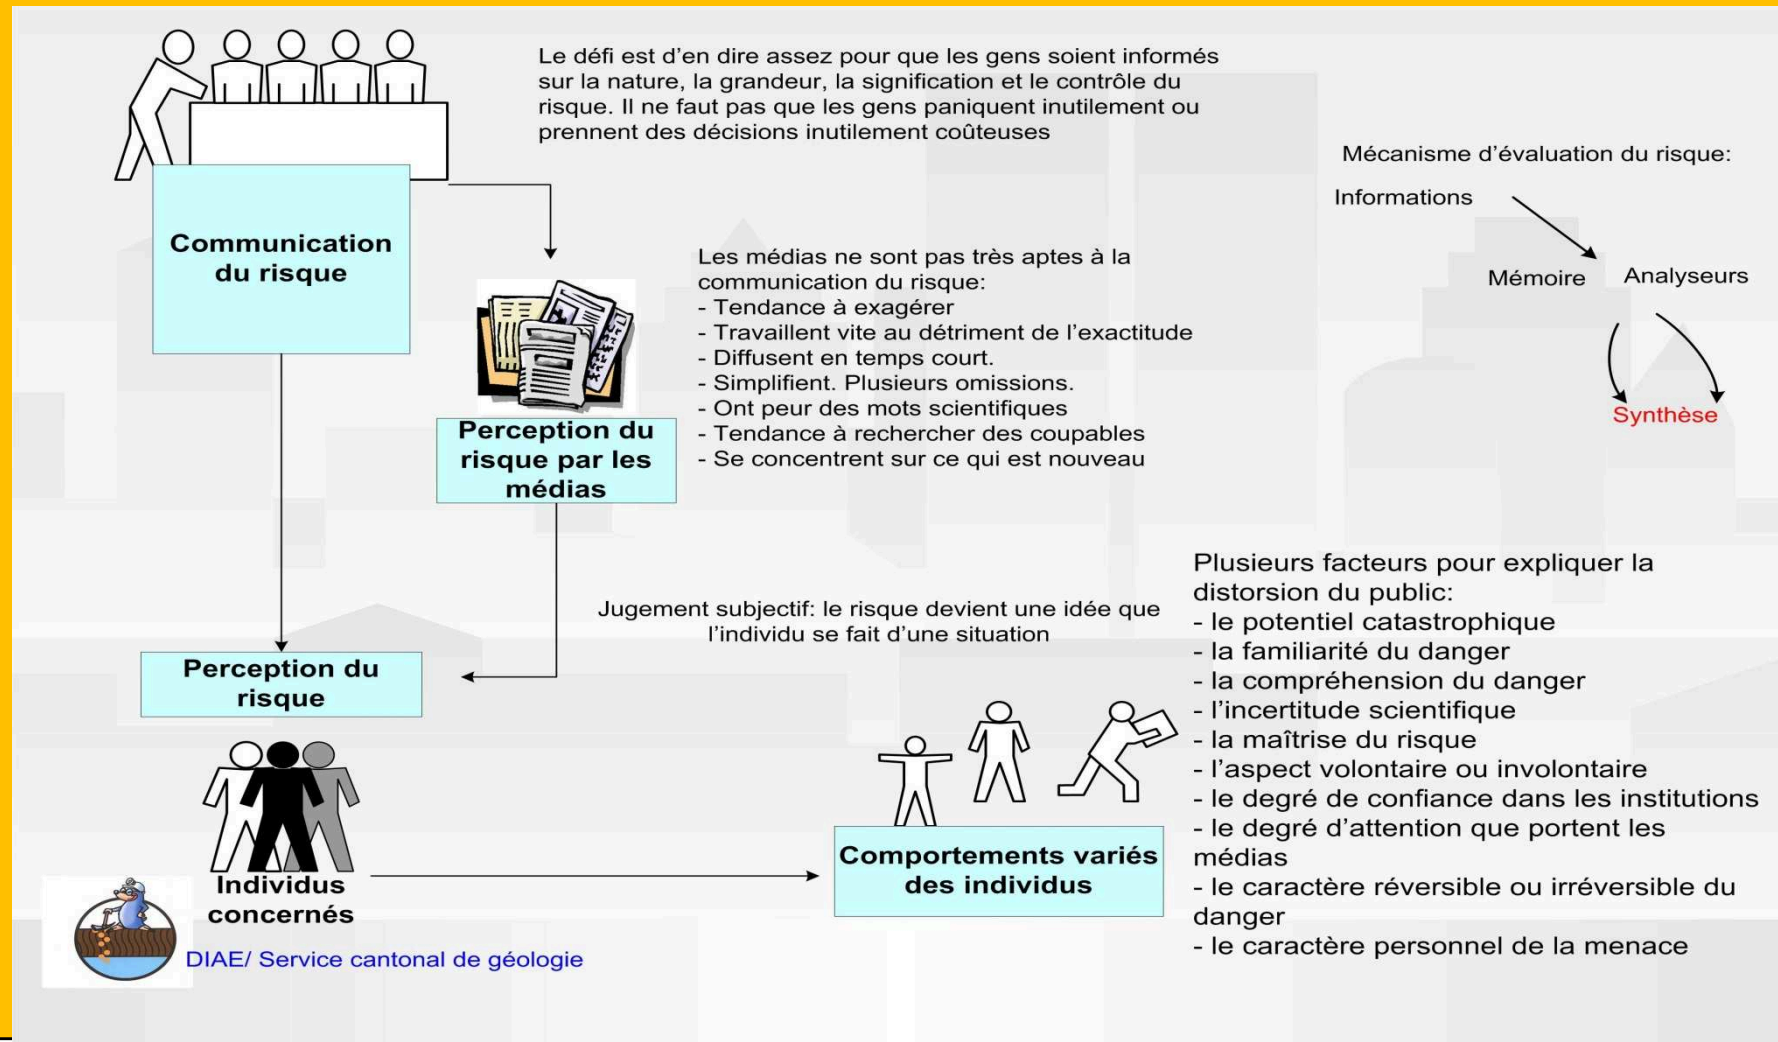 Le défi est d’en dire assez pour que les gens soient informés
sur la nature, la grandeur, la signification et le contrôle du
risque. Il ne faut pas que les gens paniquent inutilement ou
prennent des décisions inutilement coûteuses
Communication
du risque
Mécanisme d’évaluation du risque:
Informations
Mémoire
Analyseurs
Synthèse
Les médias ne sont pas très aptes à la
communication du risque:
- Tendance à exagérer
- Travaillent vite au détriment de l’exactitude
- Diffusent en temps court.
- Simplifient. Plusieurs omissions.
- Ont peur des mots scientifiques
- Tendance à rechercher des coupables
- Se concentrent sur ce qui est nouveau
Perception du
risque par les
médias
Jugement subjectif: le risque devient une idée que
l’individu se fait d’une situation
Perception du
risque
Individus
concernés
Comportements variés
des individus
Plusieurs facteurs pour expliquer la
distorsion du public:
- le potentiel catastrophique
- la familiarité du danger
- la compréhension du danger
- l’incertitude scientifique
- la maîtrise du risque
- l’aspect volontaire ou involontaire
- le degré de confiance dans les institutions
- le degré d’attention que portent les
médias
- le caractère réversible ou irréversible du
danger
- le caractère personnel de la menace
DIAE/ Service cantonal de géologie